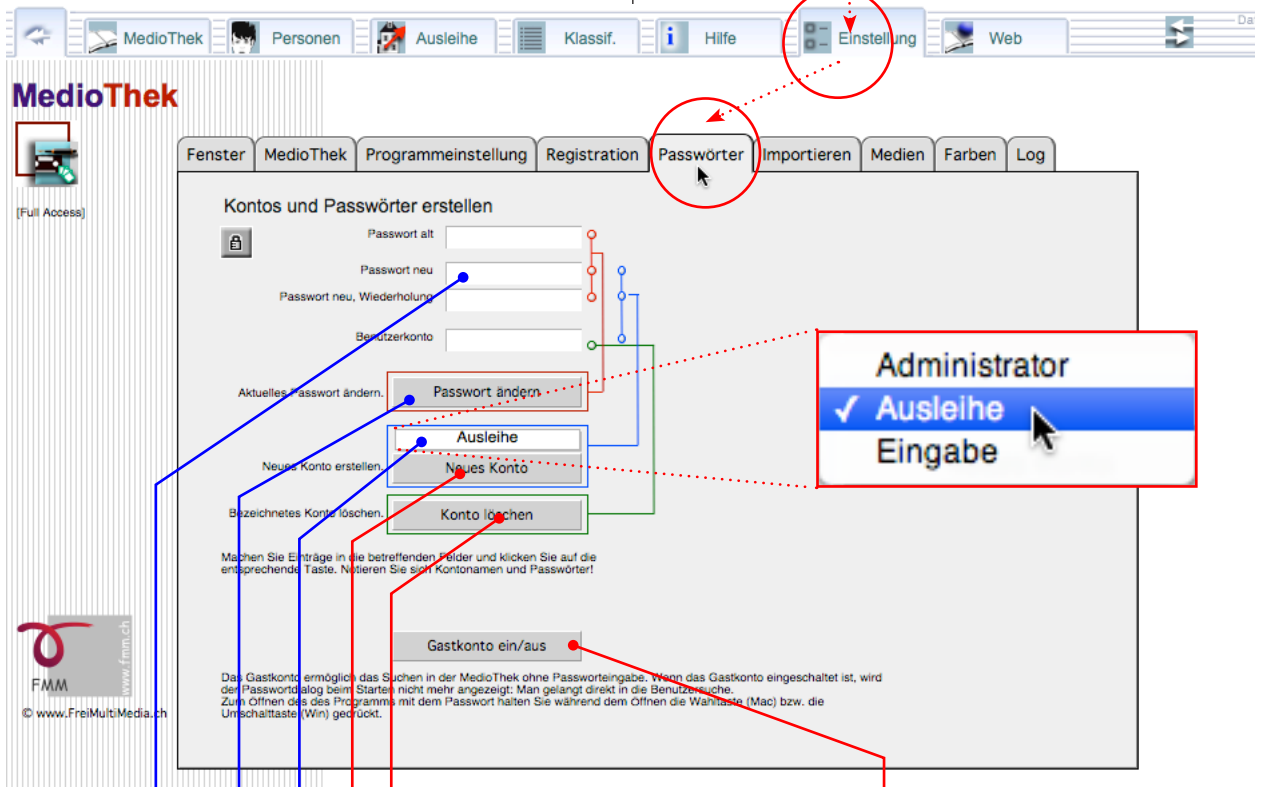 MedioThek Personen Ausleihe Klassif. Hilfe Einstellung Web Da
MedioThek
[Full Access]
Fenster MedioThek Programmeinstellung Registration Passwörter Importieren Medien Farben Log
Kontos und Passwörter erstellen
Passwort alt
Passwort neu
Passwort neu, Wiederholung
Benutzerkonto
Aktuelles Passwort ändern. Passwort ändern
Ausleihe
Neues Konto erstellen. Neues Konto
Bezeichnetes Konto löschen. Konto löschen
Administrator
✓ Ausleihe
Eingabe
Machen Sie Einträge in die betreffenden Felder und klicken Sie auf die
entsprechende Taste. Notieren Sie sich Kontonamen und Passwörter!
Gastkonto ein/aus
Das Gastkonto ermöglich das Suchen in der MedioThek ohne Passworteingabe. Wenn das Gastkonto eingeschaltet ist, wird
der Passwortdialog beim Starten nicht mehr angezeigt: Man gelangt direkt in die Benutzersuche.
Zum Öffnen des des Programms mit dem Passwort halten Sie während dem Öffnen die Wahltaste (Mac) bzw. die
Umschalttaste (Win) gedrückt.
www.fmm.ch
FMM
© www.FreiMultiMedia.ch